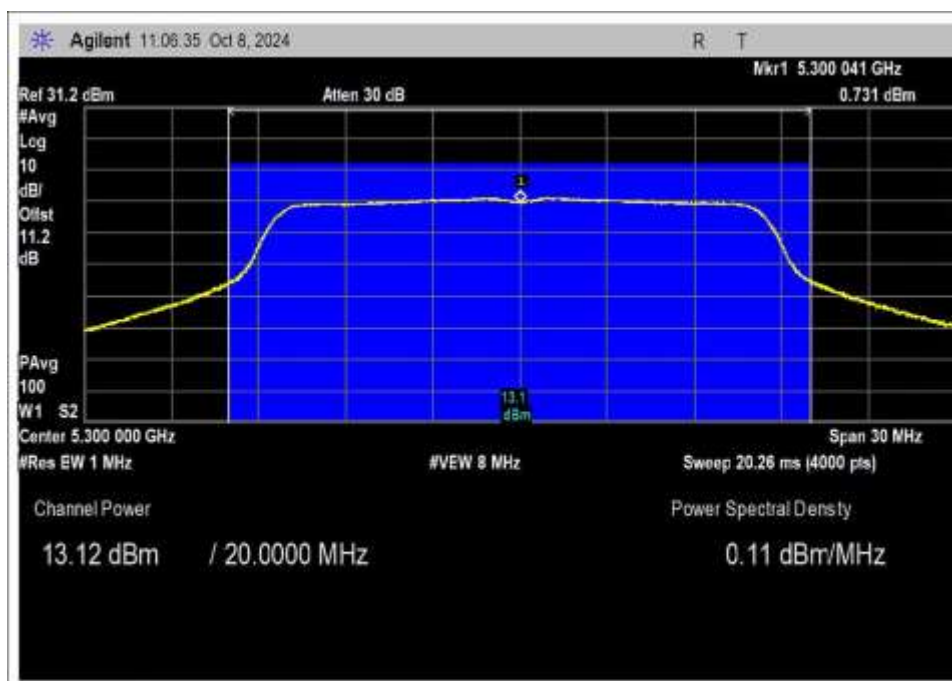 Agilent 11:06:35 Oct 8, 2024 R T
Mkr1 5.300 041 GHz
Ref 31.2 dBm Atten 30 dB 0.731 dBm
#Avg
Log
10
dB/
Offst
11.2
dB
1
PAvg
100
W1 S2
13.1
dBm
Center 5.300 000 GHz Span 30 MHz
#Res BW 1 MHz #VBW 8 MHz Sweep 20.26 ms (4000 pts)
Channel Power Power Spectral Density
13.12 dBm / 20.0000 MHz 0.11 dBm/MHz